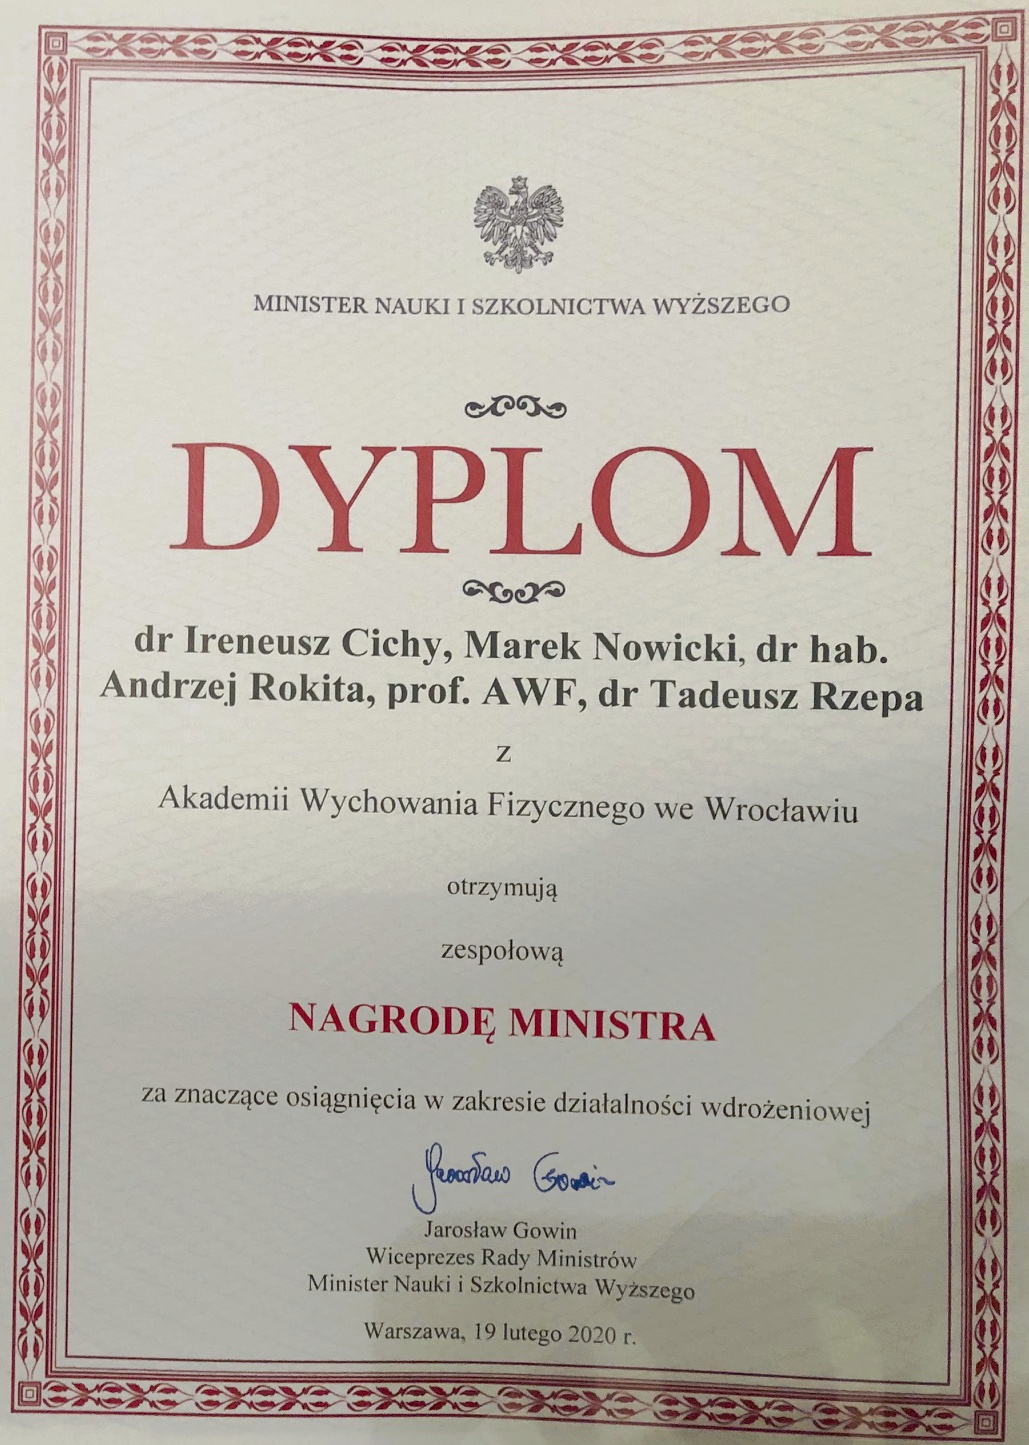 MINISTER NAUKI I SZKOLNICTWA WYŻSZEGO
DYPLOM
dr Ireneusz Cichy, Marek Nowicki, dr hab.
Andrzej Rokita, prof. AWF, dr Tadeusz Rzepa
z
Akademii Wychowania Fizycznego we Wrocławiu
otrzymują
zespołową
NAGRODĘ MINISTRA
za znaczące osiągnięcia w zakresie działalności wdrożeniowej
Jarosław Gowin
Jarosław Gowin
Wiceprezes Rady Ministrów
Minister Nauki i Szkolnictwa Wyższego
Warszawa, 19 lutego 2020 r.